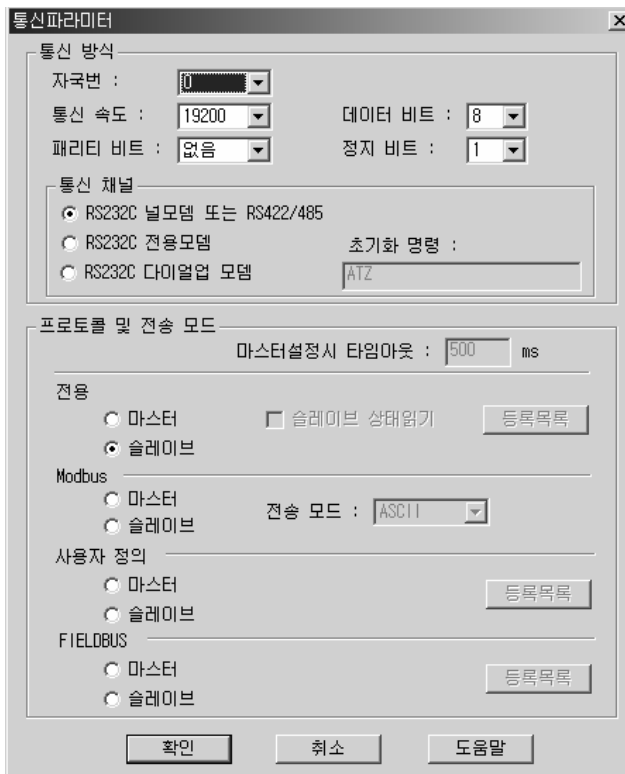 통신파라미터
통신 방식
자국번 : 0
통신 속도 : 19200 데이터 비트 : 8
패리티 비트 : 없음 정지 비트 : 1
통신 채널
RS232C 널모뎀 또는 RS422/485
RS232C 전용모뎀 초기화 명령 :
RS232C 다이얼업 모뎀 ATZ
프로토콜 및 전송 모드
마스터설정시 타임아웃 : 500 ms
전용
마스터 슬레이브 상태읽기 등록목록
슬레이브
Modbus
마스터 전송 모드 : ASCII
슬레이브
사용자 정의
마스터 등록목록
슬레이브
FIELDBUS
마스터 등록목록
슬레이브
확인 취소 도움말